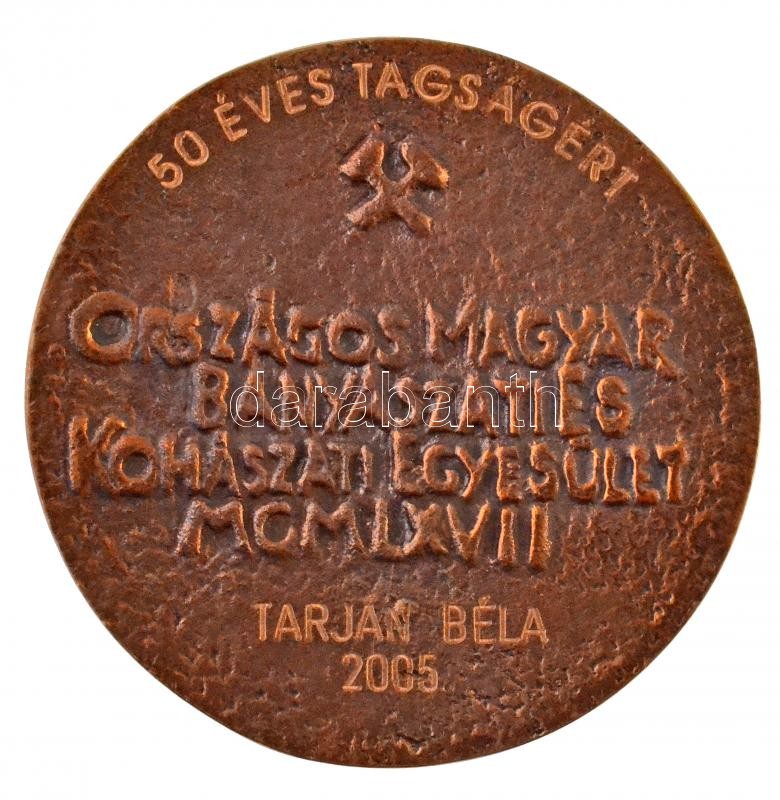 50 ÉVES TAGSÁGÉRT
ORSZÁGOS MAGYAR
BÁNYÁSZATI ÉS
KOHÁSZATI EGYESÜLET
MCMLXVII
TARJÁN BÉLA
2005
darabanth